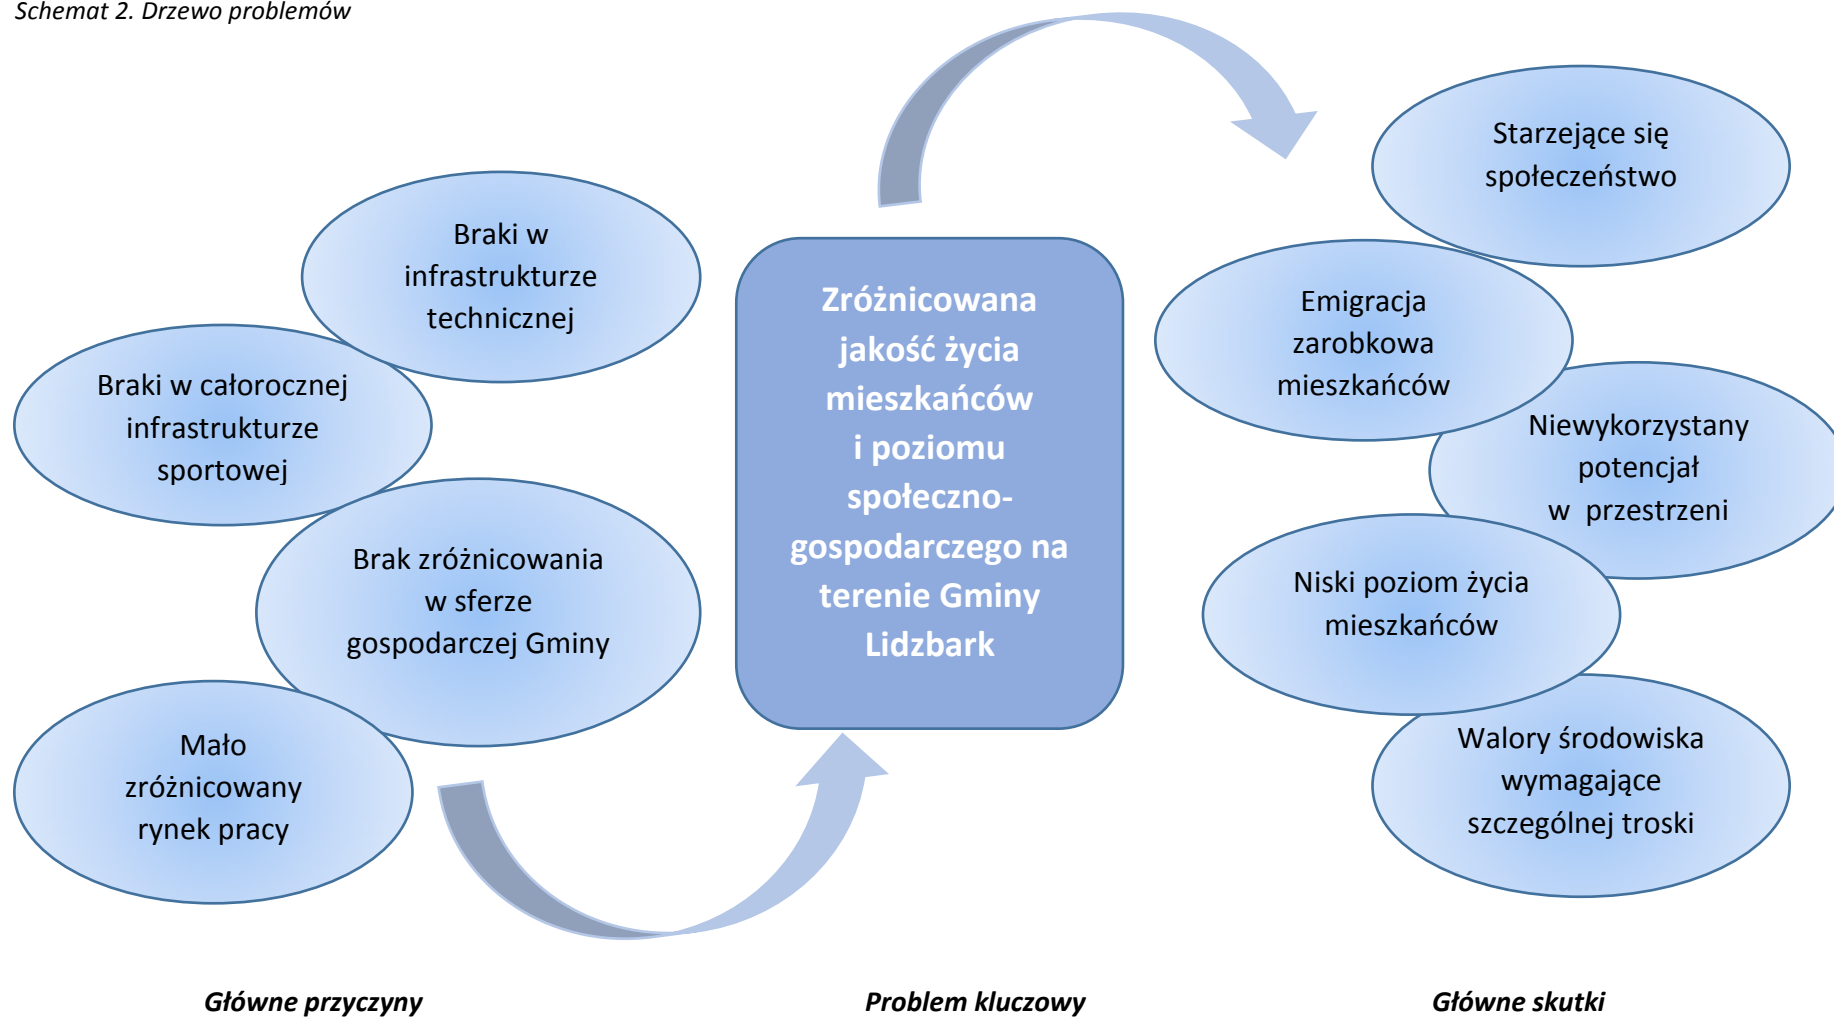 Schemat 2. Drzewo problemów
Braki w
infrastrukturze
technicznej
Braki w całorocznej
infrastrukturze
sportowej
Brak zróżnicowania
w sferze
gospodarczej Gminy
Mało
zróżnicowany
rynek pracy
Zróżnicowana
jakość życia
mieszkańców
i poziomu
społeczno-
gospodarczego na
terenie Gminy
Lidzbark
Starzejące się
społeczeństwo
Emigracja
zarobkowa
mieszkańców
Niewykorzystany
potencjał
w przestrzeni
Niski poziom życia
mieszkańców
Walory środowiska
wymagające
szczególnej troski
Główne przyczyny
Problem kluczowy
Główne skutki